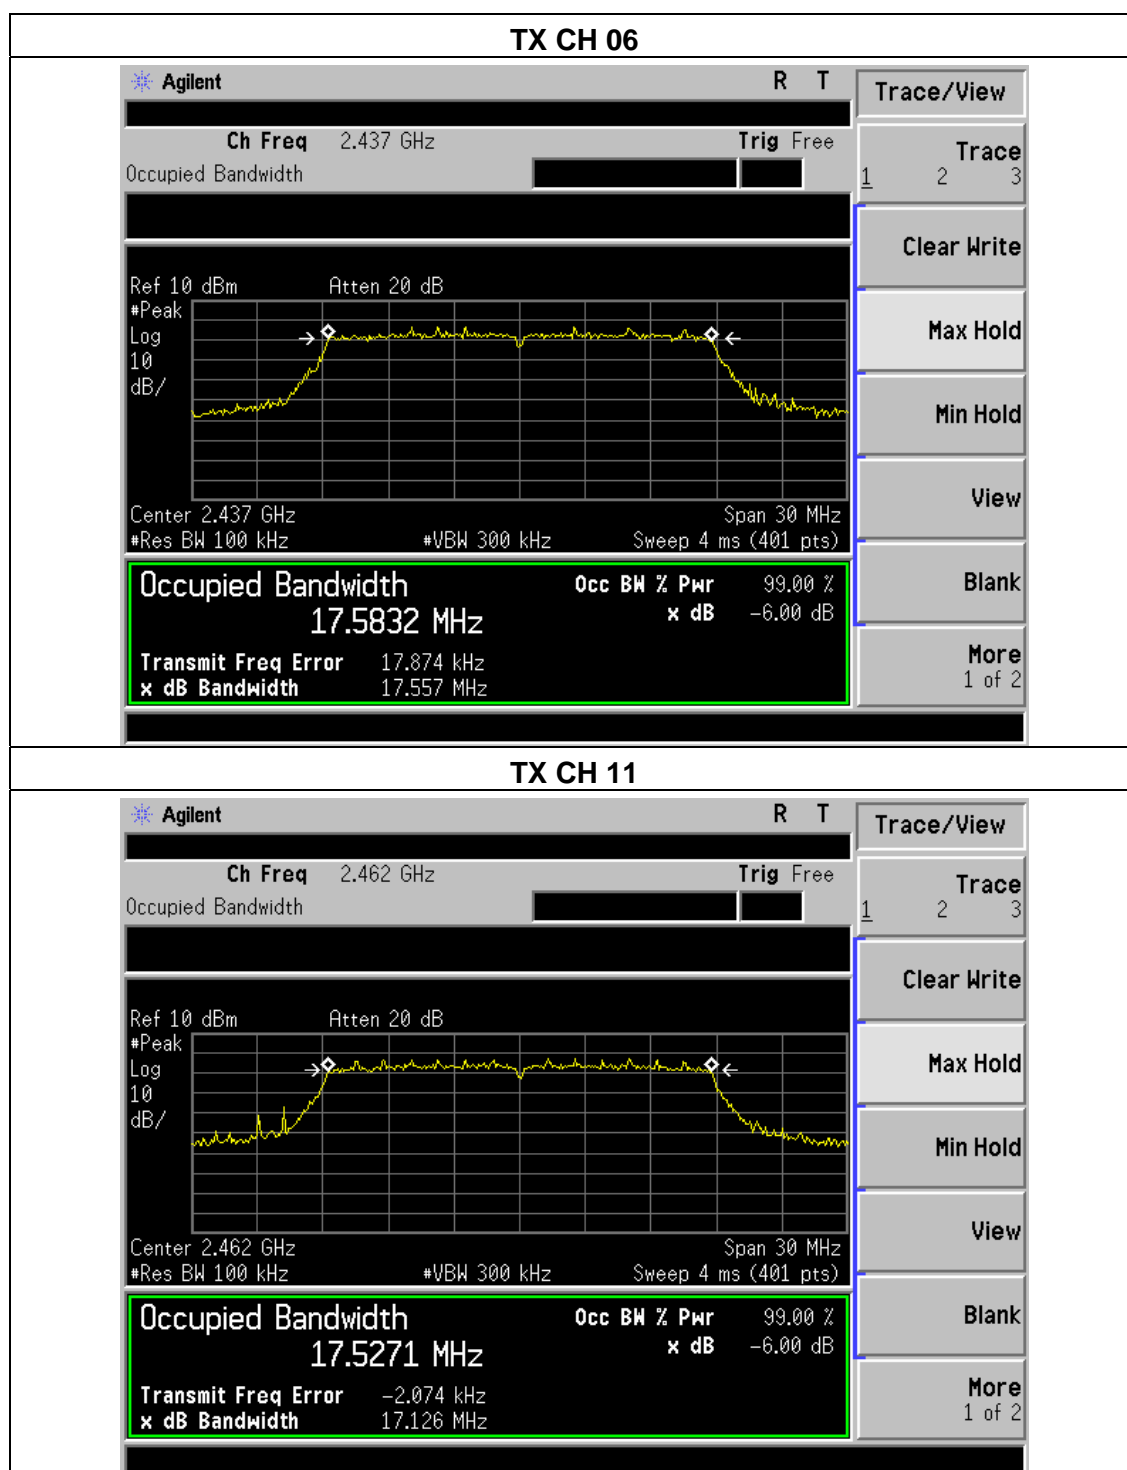 TX CH 06
Agilent R T
Trace/View
Ch Freq 2.437 GHz Trig Free
Occupied Bandwidth
Trace
1 2 3
Clear Write
Ref 10 dBm Atten 20 dB
#Peak
Log
10
dB/
Max Hold
Min Hold
View
Center 2.437 GHz Span 30 MHz
#Res BW 100 kHz #VBW 300 kHz Sweep 4 ms (401 pts)
Occupied Bandwidth Occ BW % Pwr 99.00 %
17.5832 MHz x dB -6.00 dB
Blank
Transmit Freq Error 17.874 kHz
x dB Bandwidth 17.557 MHz
More
1 of 2
TX CH 11
Agilent R T
Trace/View
Ch Freq 2.462 GHz Trig Free
Occupied Bandwidth
Trace
1 2 3
Clear Write
Ref 10 dBm Atten 20 dB
#Peak
Log
10
dB/
Max Hold
Min Hold
View
Center 2.462 GHz Span 30 MHz
#Res BW 100 kHz #VBW 300 kHz Sweep 4 ms (401 pts)
Occupied Bandwidth Occ BW % Pwr 99.00 %
17.5271 MHz x dB -6.00 dB
Blank
Transmit Freq Error -2.074 kHz
x dB Bandwidth 17.126 MHz
More
1 of 2